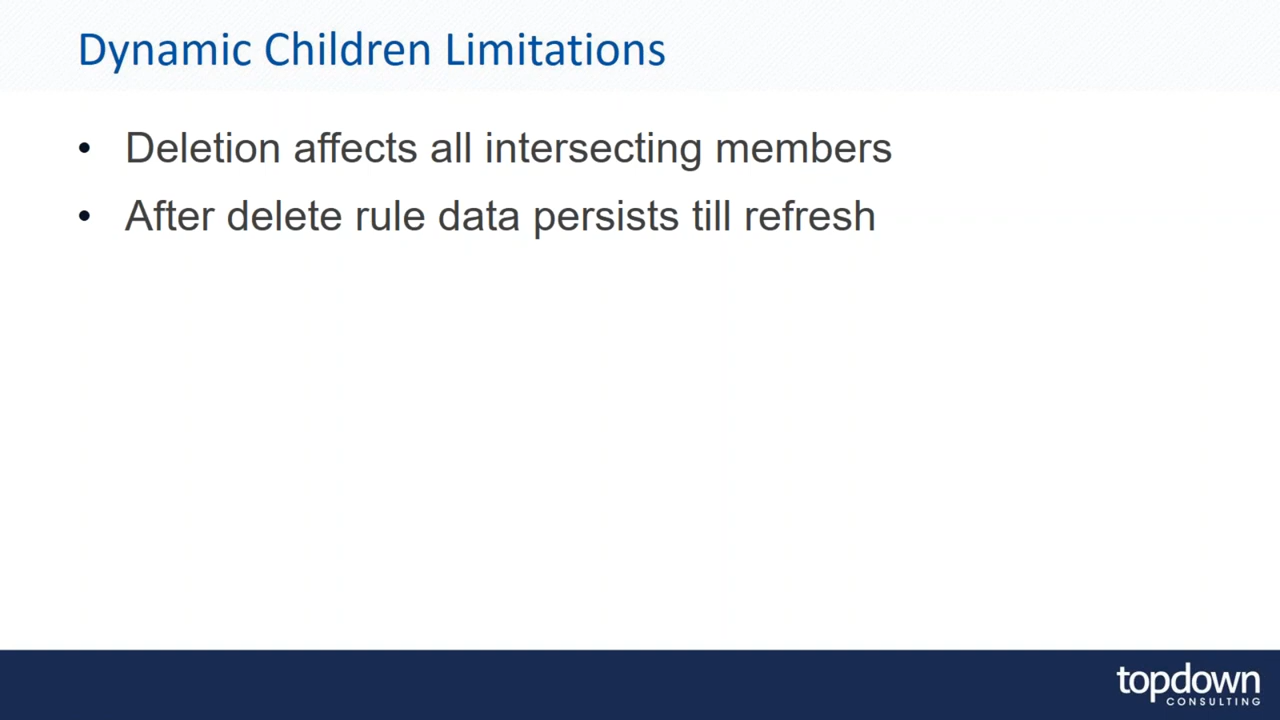 Dynamic Children Limitations
• Deletion affects all intersecting members
• After delete rule data persists till refresh
topdown
CONSULTING